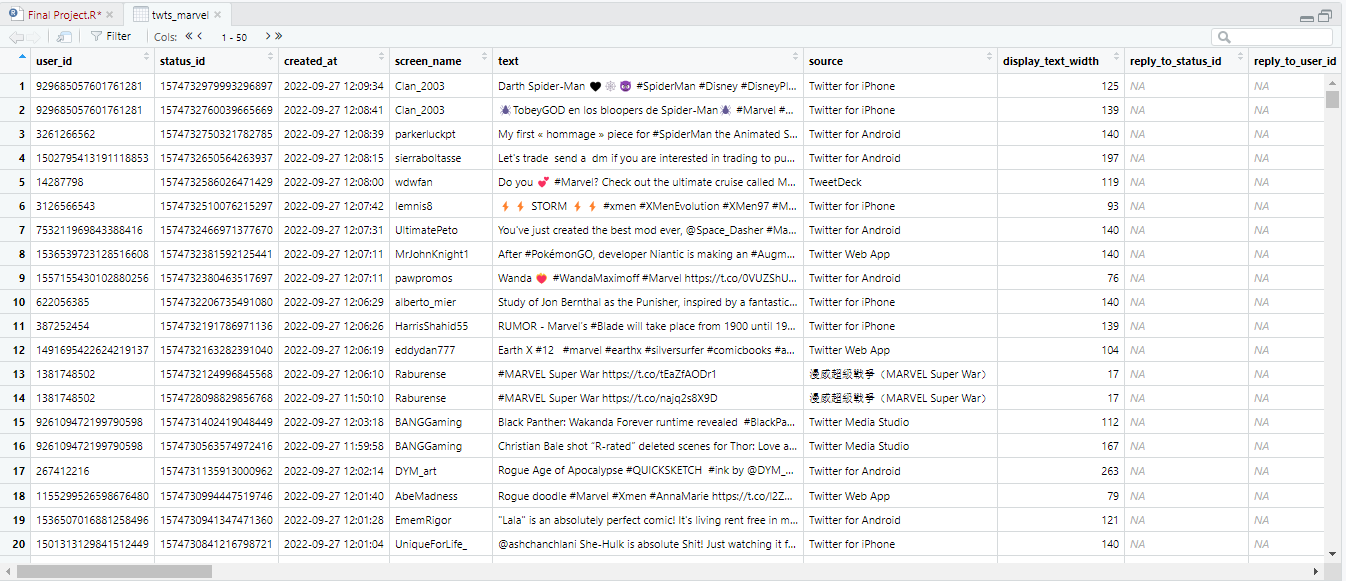 Final Project.R* × twts_marvel ×
Filter Cols: « < 1 - 50 > »
user_id status_id created_at screen_name text source display_text_width reply_to_status_id reply_to_user_id
1 929685057601761281 1574732979993296897 2022-09-27 12:09:34 Clan_2003 Darth Spider-Man 🖤 🕸 😈 #SpiderMan #Disney #DisneyPl... Twitter for iPhone 125 NA NA
2 929685057601761281 1574732760039665669 2022-09-27 12:08:41 Clan_2003 🕷TobeyGOD en los bloopers de Spider-Man🕷 #Marvel #... Twitter for iPhone 139 NA NA
3 3261266562 1574732750321782785 2022-09-27 12:08:39 parkerluckpt My first « hommage » piece for #SpiderMan the Animated S... Twitter for Android 140 NA NA
4 1502795413191118853 1574732650564263937 2022-09-27 12:08:15 sierraboltasse Let's trade send a dm if you are interested in trading to pu... Twitter for Android 197 NA NA
5 14287798 1574732586026471429 2022-09-27 12:08:00 wdwfan Do you 💕 #Marvel? Check out the ultimate cruise called M... TweetDeck 119 NA NA
6 3126566543 1574732510076215297 2022-09-27 12:07:42 lemnis8 ⚡ ⚡ STORM ⚡ ⚡ #xmen #XMenEvolution #XMen97 #M... Twitter for iPhone 93 NA NA
7 753211969843388416 1574732466971377670 2022-09-27 12:07:31 UltimatePeto You've just created the best mod ever, @Space_Dasher #Ma... Twitter for Android 140 NA NA
8 1536539723128516608 1574732381592125441 2022-09-27 12:07:11 MrJohnKnight1 After #PokémonGO, developer Niantic is making an #Augm... Twitter Web App 140 NA NA
9 1557155430102880256 1574732380463517697 2022-09-27 12:07:11 pawpromos Wanda ❤️ #WandaMaximoff #Marvel https://t.co/0VUZShU... Twitter for Android 76 NA NA
10 622056385 1574732206735491080 2022-09-27 12:06:29 alberto_mier Study of Jon Bernthal as the Punisher, inspired by a fantastic... Twitter for iPhone 140 NA NA
11 387252454 1574732191786971136 2022-09-27 12:06:26 HarrisShahid55 RUMOR - Marvel's #Blade will take place from 1900 until 19... Twitter for iPhone 139 NA NA
12 1491695422624219137 1574732163282391040 2022-09-27 12:06:19 eddydan777 Earth X #12 #marvel #earthx #silversurfer #comicbooks #a... Twitter Web App 104 NA NA
13 1381748502 1574732124996845568 2022-09-27 12:06:10 Raburense #MARVEL Super War https://t.co/tEaZfAODr1 漫威超級戰爭（MARVEL Super War） 17 NA NA
14 1381748502 1574728098829856768 2022-09-27 11:50:10 Raburense #MARVEL Super War https://t.co/najq2s8X9D 漫威超級戰爭（MARVEL Super War） 17 NA NA
15 926109472199790598 1574731402419048449 2022-09-27 12:03:18 BANGGaming Black Panther: Wakanda Forever runtime revealed #BlackPa... Twitter Media Studio 112 NA NA
16 926109472199790598 1574730563574972416 2022-09-27 11:59:58 BANGGaming Christian Bale shot “R-rated” deleted scenes for Thor: Love a... Twitter Media Studio 167 NA NA
17 267412216 1574731135913000962 2022-09-27 12:02:14 DYM_art Rogue Age of Apocalypse #QUICKSKETCH #ink by @DYM_... Twitter for Android 263 NA NA
18 1155299526598676480 1574730994447519746 2022-09-27 12:01:40 AbeMadness Rogue doodle #Marvel #Xmen #AnnaMarie https://t.co/l2Z... Twitter Web App 79 NA NA
19 1536507016881258496 1574730941347471360 2022-09-27 12:01:28 EmemRigor "Lala" is an absolutely perfect comic! It's living rent free in m... Twitter for Android 121 NA NA
20 1501313129841512449 1574730841216798721 2022-09-27 12:01:04 UniqueForLife_ @ashchanchlani She-Hulk is absolute Shit! Just watching it f... Twitter for iPhone 140 NA NA